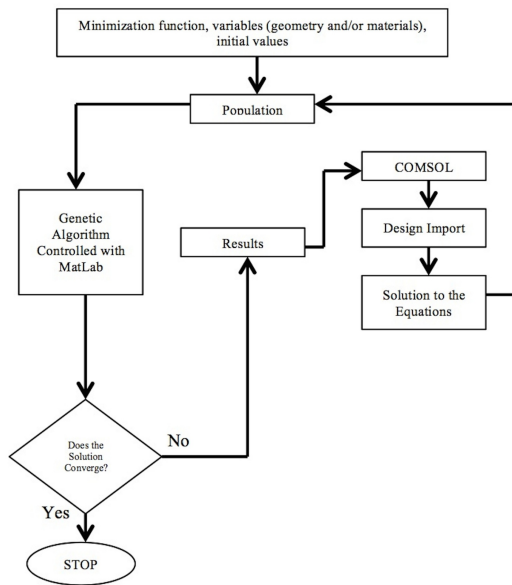 Minimization function, variables (geometry and/or materials),
initial values
Population
COMSOL
Genetic
Algorithm
Controlled with
MatLab
Results
Design Import
Solution to the
Equations
Does the
Solution
Converge?
No
Yes
STOP